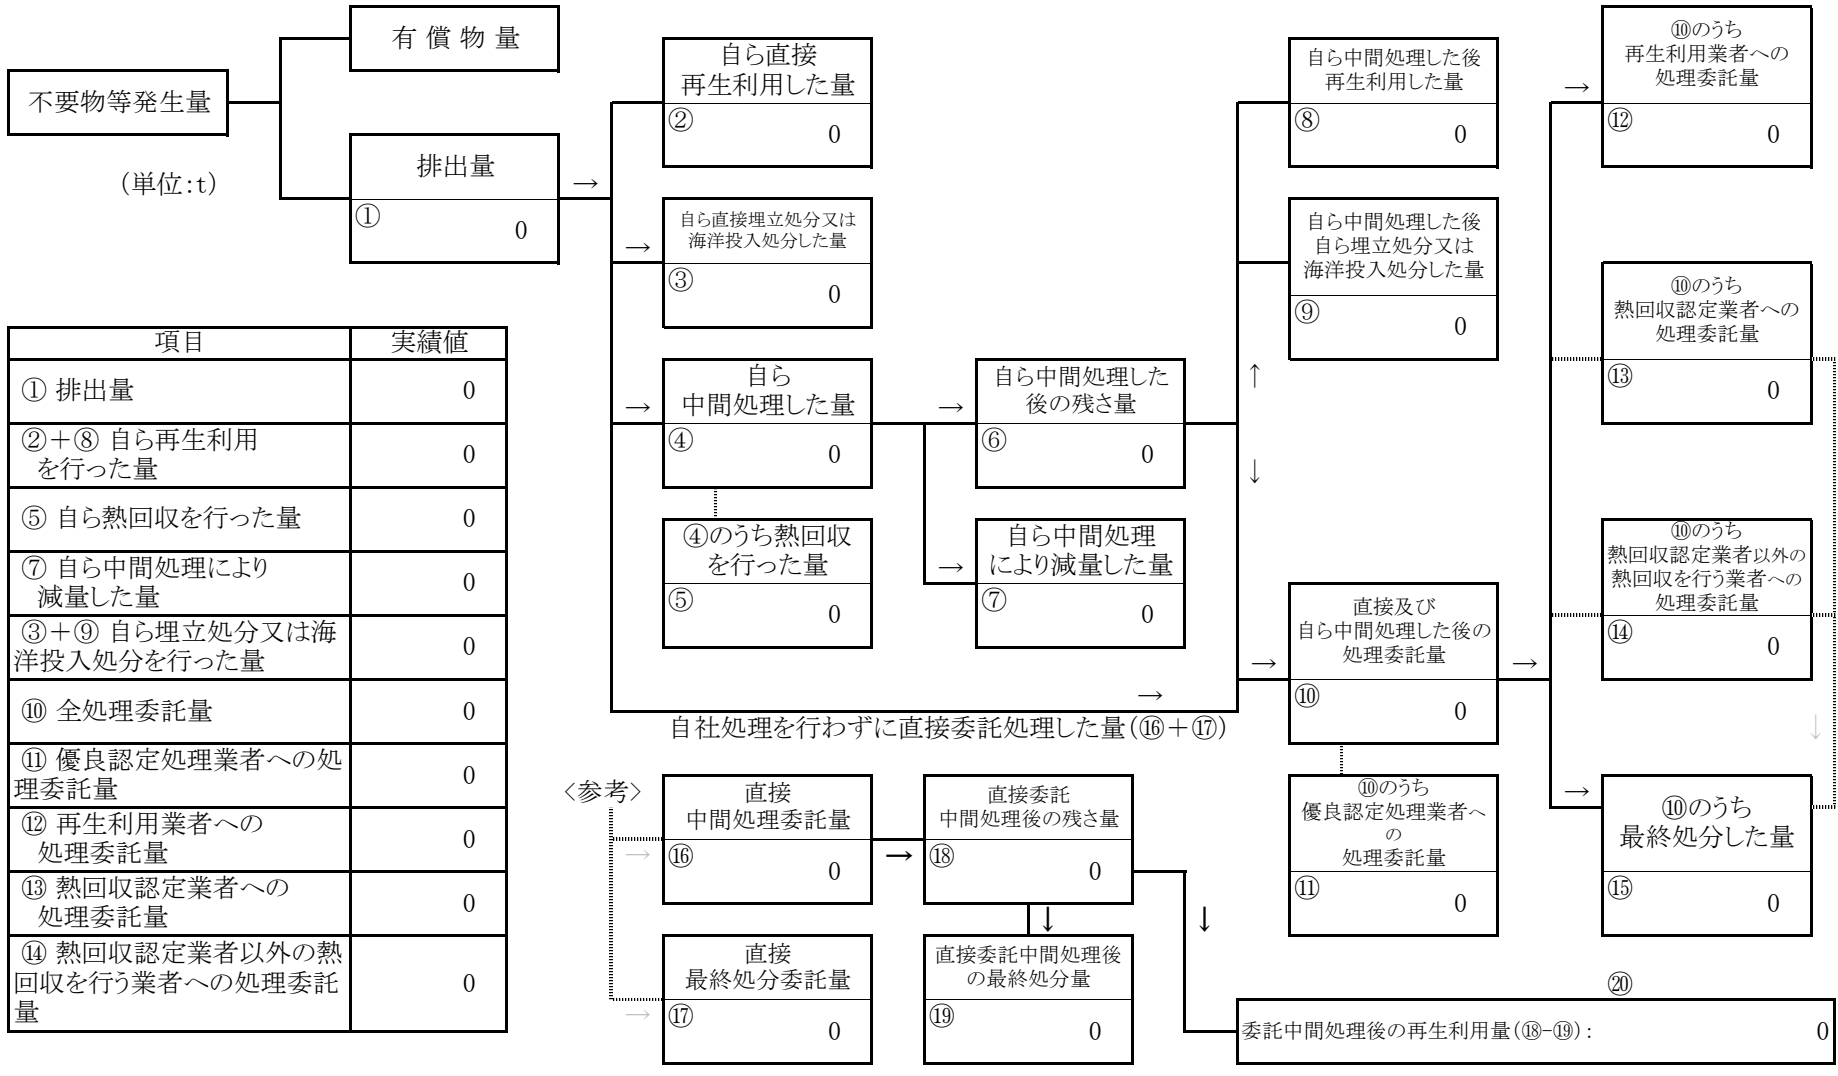 不要物等発生量
(単位:t)
有 償 物 量
排出量
① 0
→
自ら直接
再生利用した量
② 0
→
自ら直接埋立処分又は
海洋投入処分した量
③ 0
→
自ら
中間処理した量
④ 0
④のうち熱回収
を行った量
⑤ 0
→
自ら中間処理した
後の残さ量
⑥ 0
→
自ら中間処理
により減量した量
⑦ 0
↑
↓
自ら中間処理した後
再生利用した量
⑧ 0
自ら中間処理した後
自ら埋立処分又は
海洋投入処分した量
⑨ 0
→
自社処理を行わずに直接委託処理した量(⑯+⑰)
→
直接及び
自ら中間処理した後の
処理委託量
⑩ 0
⑩のうち
優良認定処理業者へ
の
処理委託量
⑪ 0
→
→
⑩のうち
再生利用業者への
処理委託量
⑫ 0
⑩のうち
熱回収認定業者への
処理委託量
⑬ 0
⑩のうち
熱回収認定業者以外の
熱回収を行う業者への
処理委託量
⑭ 0
↓
→
⑩のうち
最終処分した量
⑮ 0
項目 実績値
① 排出量 0
②+⑧ 自ら再生利用
を行った量 0
⑤ 自ら熱回収を行った量 0
⑦ 自ら中間処理により
減量した量 0
③+⑨ 自ら埋立処分又は海
洋投入処分を行った量 0
⑩ 全処理委託量 0
⑪ 優良認定処理業者への処
理委託量 0
⑫ 再生利用業者への
処理委託量 0
⑬ 熱回収認定業者への
処理委託量 0
⑭ 熱回収認定業者以外の熱
回収を行う業者への処理委託
量 0
<参考>
→
直接
中間処理委託量
⑯ 0
→
直接委託
中間処理後の残さ量
⑱ 0
↓
↓
→
直接
最終処分委託量
⑰ 0
直接委託中間処理後
の最終処分量
⑲ 0
⑳
委託中間処理後の再生利用量(⑱-⑲): 0